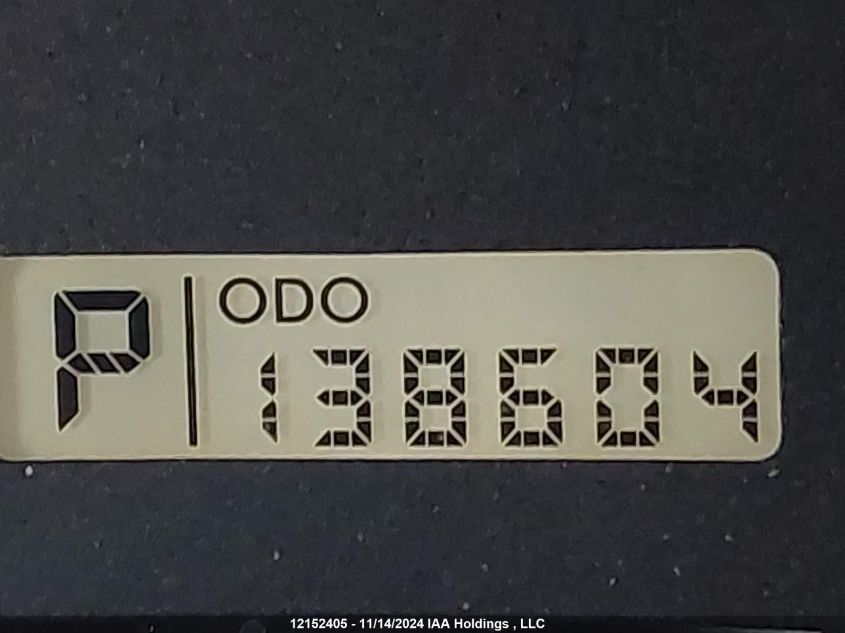 P
ODO
138604
12152405 - 11/14/2024 IAA Holdings , LLC